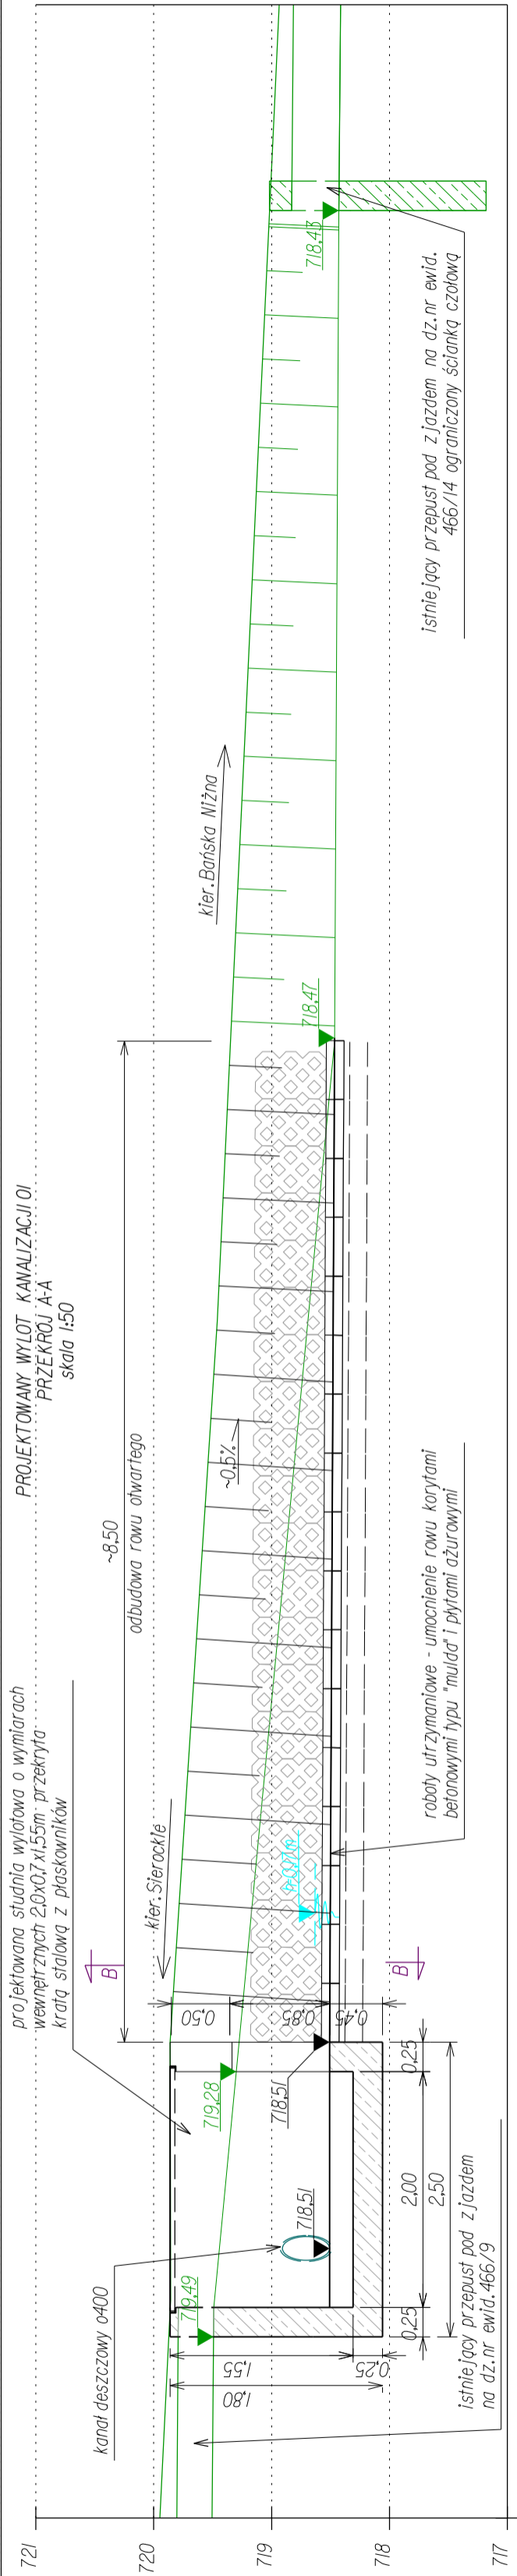 PROJEKTOWANY WYLOT KANALIZACJI O1
PRZEKRÓJ A-A
skala 1:50
721
720
719
718
717
projektowana studnia wylotowa o wymiarach
wewnętrznych 2,0x0,7x1,55m przekryta
kratą stalową z płaskowników
kanał deszczowy o400
~8,50
odbudowa rowu otwartego
kier.Sierockie
kier.Bańska Niżna
~0,5%
B
B
719,49
719,28
718,51
718,51
718,47
718,43
0,50
0,85
0,45
1,55
0,25
1,80
0,25
2,00
0,25
2,50
istniejący przepust pod zjazdem
na dz.nr ewid.466/9
roboty utrzymaniowe - umocnienie rowu korytami
betonowymi typu "mulda" i płytami ażurowymi
istniejący przepust pod zjazdem na dz.nr ewid.
466/14 ograniczony ścianką czołową